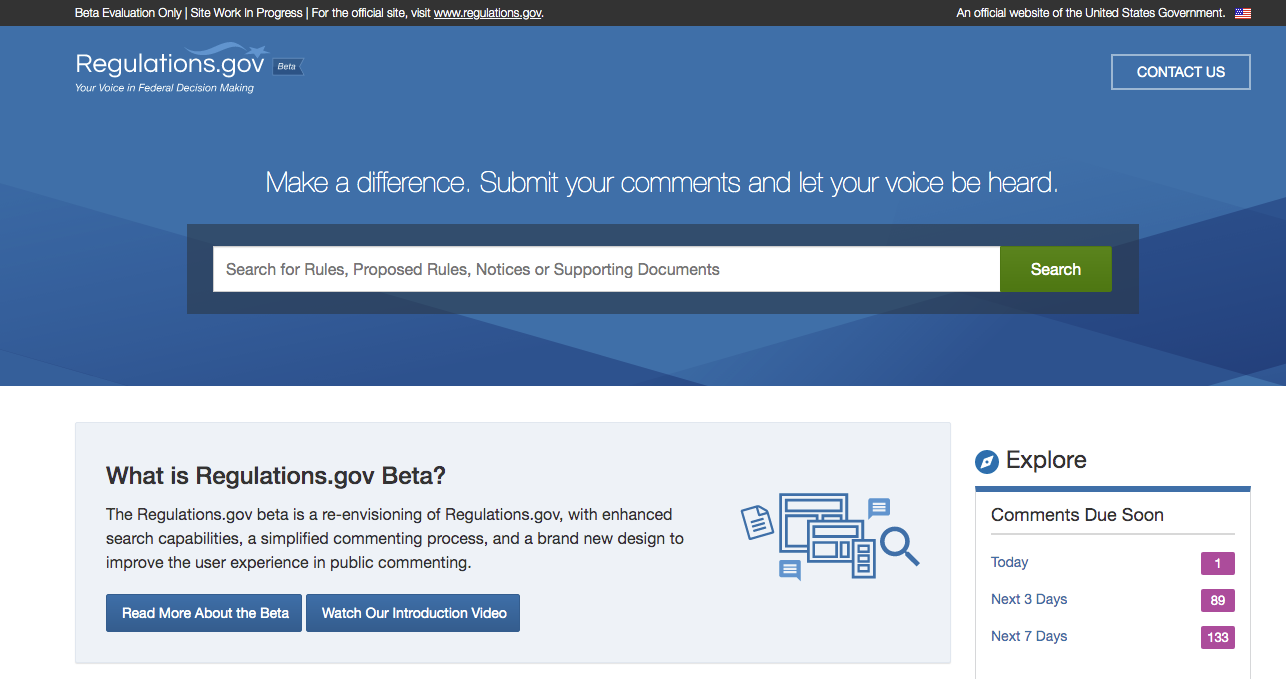 Beta Evaluation Only | Site Work In Progress | For the official site, visit www.regulations.gov.
An official website of the United States Government.
Regulations.gov Beta
Your Voice in Federal Decision Making
CONTACT US
Make a difference. Submit your comments and let your voice be heard.
Search for Rules, Proposed Rules, Notices or Supporting Documents
Search
What is Regulations.gov Beta?
The Regulations.gov beta is a re-envisioning of Regulations.gov, with enhanced
search capabilities, a simplified commenting process, and a brand new design to
improve the user experience in public commenting.
Read More About the Beta
Watch Our Introduction Video
Explore
Comments Due Soon
Today 1
Next 3 Days 89
Next 7 Days 133